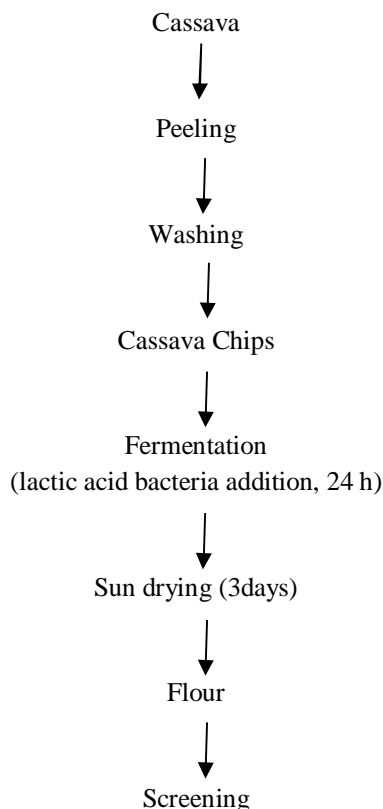 Cassava
Peeling
Washing
Cassava Chips
Fermentation
(lactic acid bacteria addition, 24 h)
Sun drying (3days)
Flour
Screening